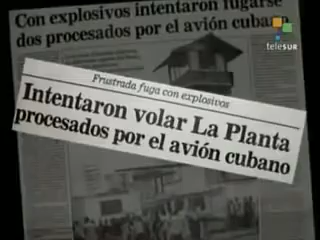 Con explosivos intentaron fugarse
dos procesados por el avión cubano
teleSUR
Frustrada fuga con explosivos
Intentaron volar La Planta
procesados por el avión cubano